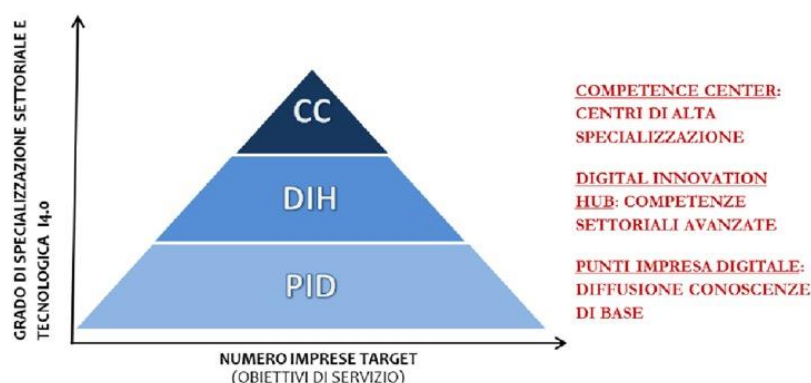 GRADO DI SPECIALIZZAZIONE SETTORIALE E
TECNOLOGICA I4.0
CC
DIH
PID
COMPETENCE CENTER:
CENTRI DI ALTA
SPECIALIZZAZIONE
DIGITAL INNOVATION
HUB: COMPETENZE
SETTORIALI AVANZATE
PUNTI IMPRESA DIGITALE:
DIFFUSIONE CONOSCENZE
DI BASE
NUMERO IMPRESE TARGET
(OBIETTIVI DI SERVIZIO)